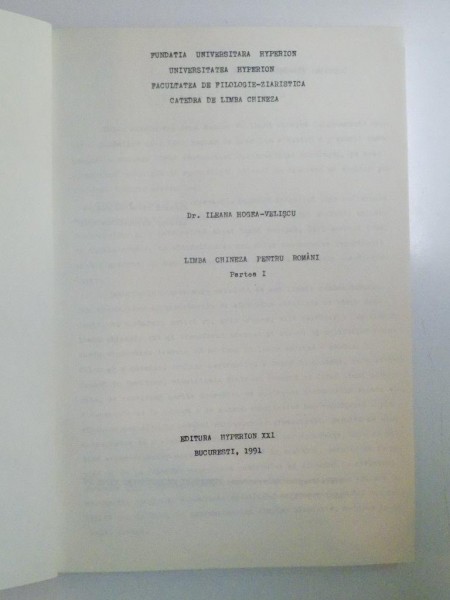 FUNDATIA UNIVERSITARA HYPERION
UNIVERSITATEA HYPERION
FACULTATEA DE FILOLOGIE-ZIARISTICA
CATEDRA DE LIMBA CHINEZA
Dr. ILEANA HOGEA-VELIŞCU
LIMBA CHINEZA PENTRU ROMÂNI
Partea I
EDITURA HYPERION XXI
BUCUREŞTI, 1991